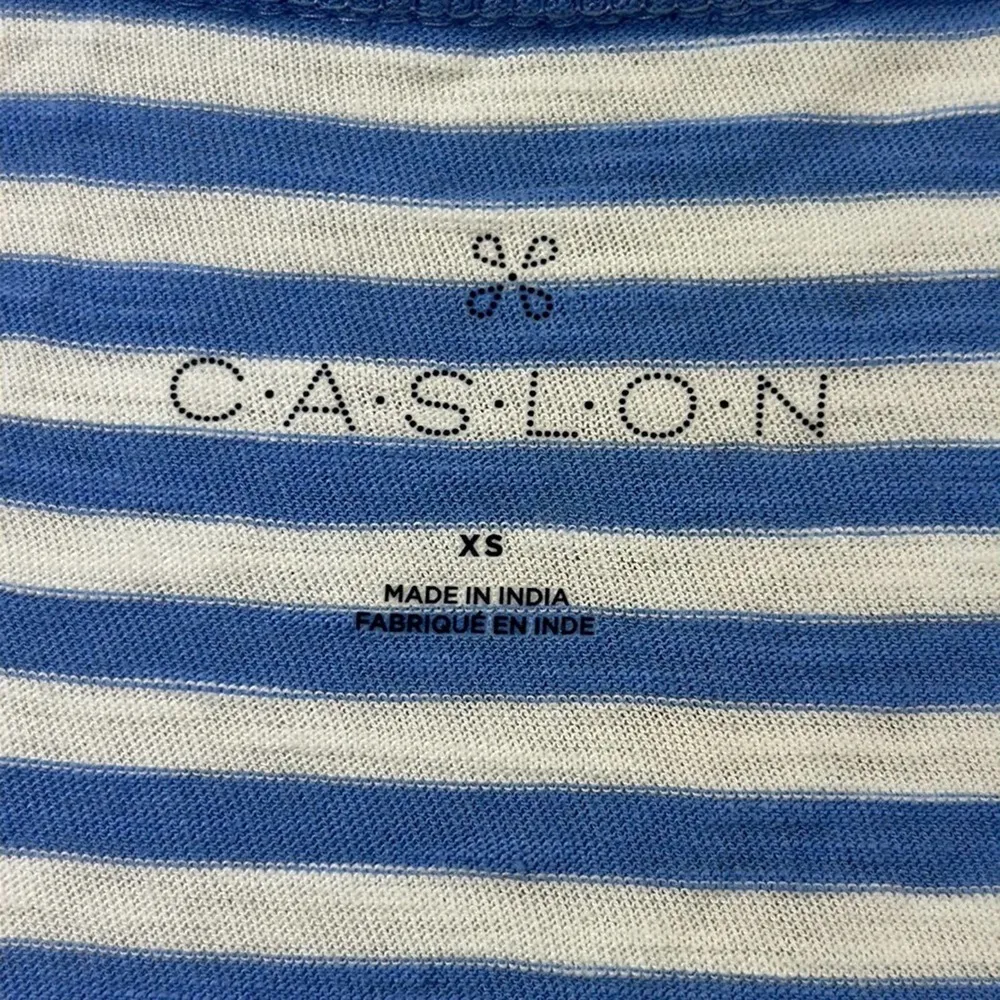 C·A·S·L·O·N
XS
MADE IN INDIA
FABRIQUÉ EN INDE